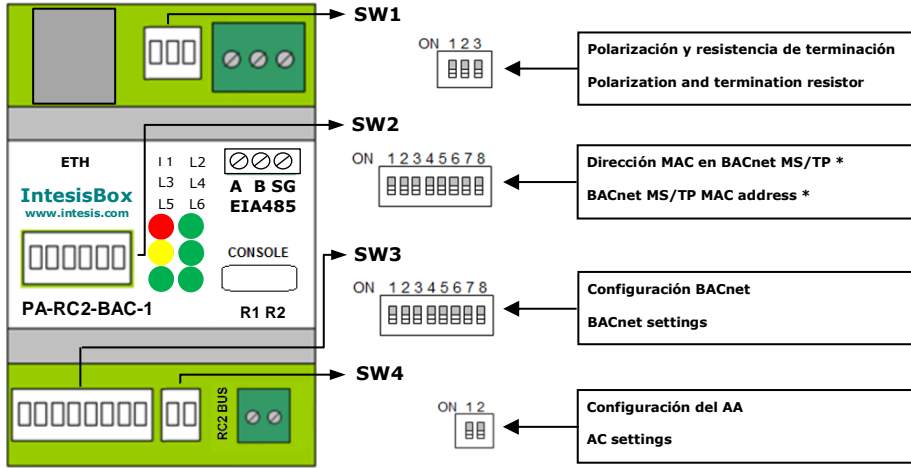 SW1
ON 1 2 3
Polarización y resistencia de terminación
Polarization and termination resistor
SW2
ON 1 2 3 4 5 6 7 8
Dirección MAC en BACnet MS/TP *
BACnet MS/TP MAC address *
ETH
L1 L2
L3 L4
L5 L6
A B SG
EIA485
IntesisBox
www.intesis.com
CONSOLE
PA-RC2-BAC-1
R1 R2
SW3
ON 1 2 3 4 5 6 7 8
Configuración BACnet
BACnet settings
SW4
RC2 BUS
ON 1 2
Configuración del AA
AC settings